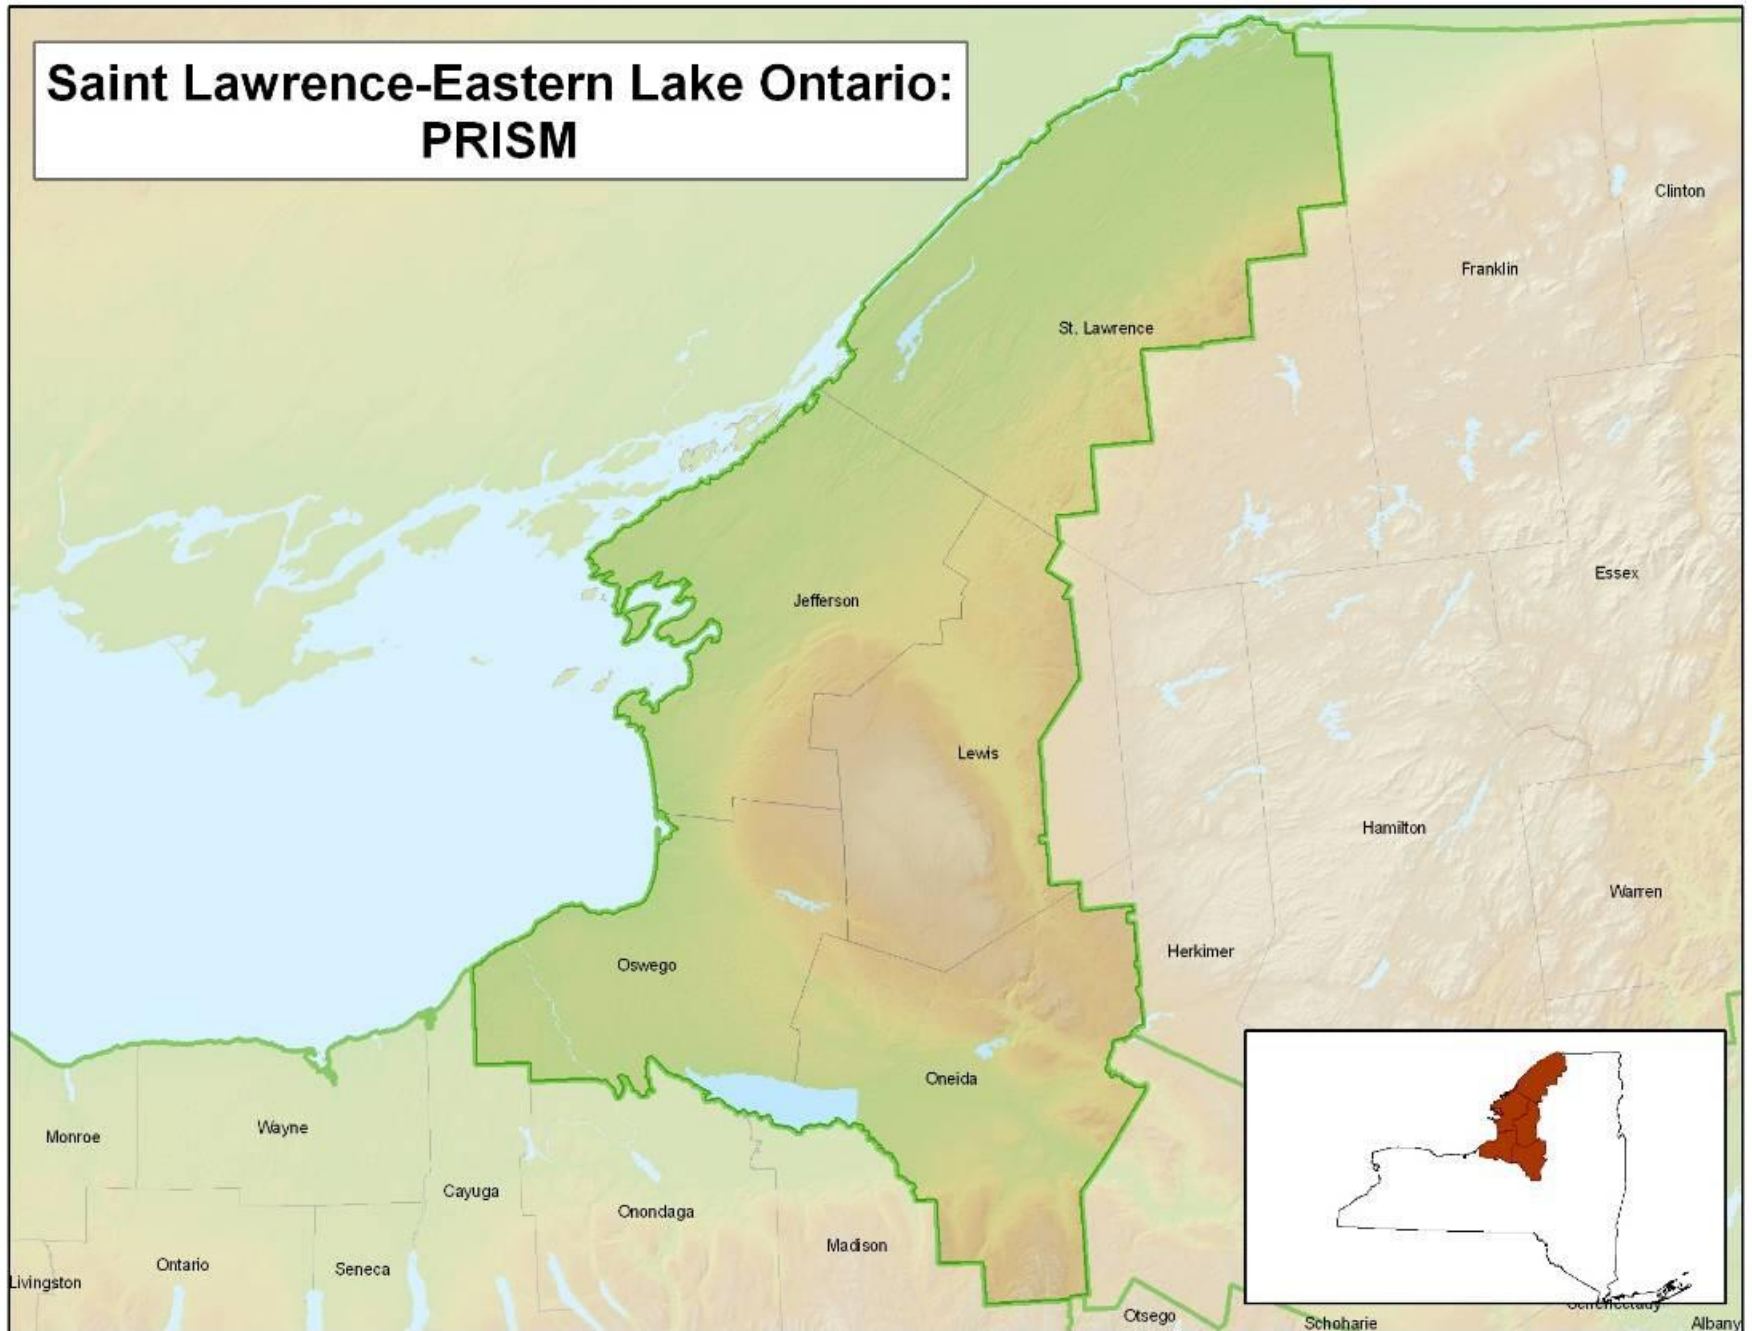 Saint Lawrence-Eastern Lake Ontario:
PRISM
Clinton
Franklin
St. Lawrence
Essex
Jefferson
Lewis
Hamilton
Warren
Herkimer
Oswego
Oneida
Wayne
Monroe
Cayuga
Onondaga
Madison
Ontario
Seneca
Livingston
Otsego
Schoharie
Albany